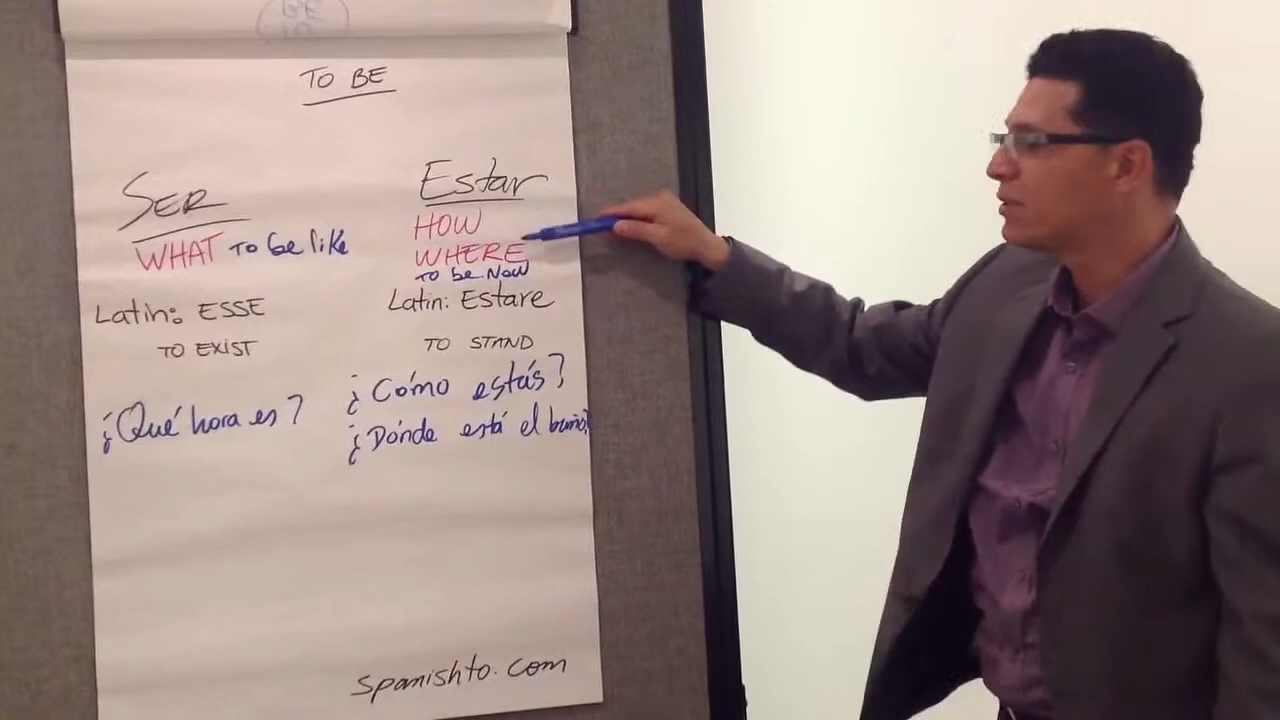 TO BE
SER
WHAT To be like
Latin: ESSE
TO EXIST
¿Qué hora es?
Estar
HOW
WHERE
To be Now
Latin: Estare
TO STAND
¿Cómo estás?
¿Dónde está el baño?
spanishto.com